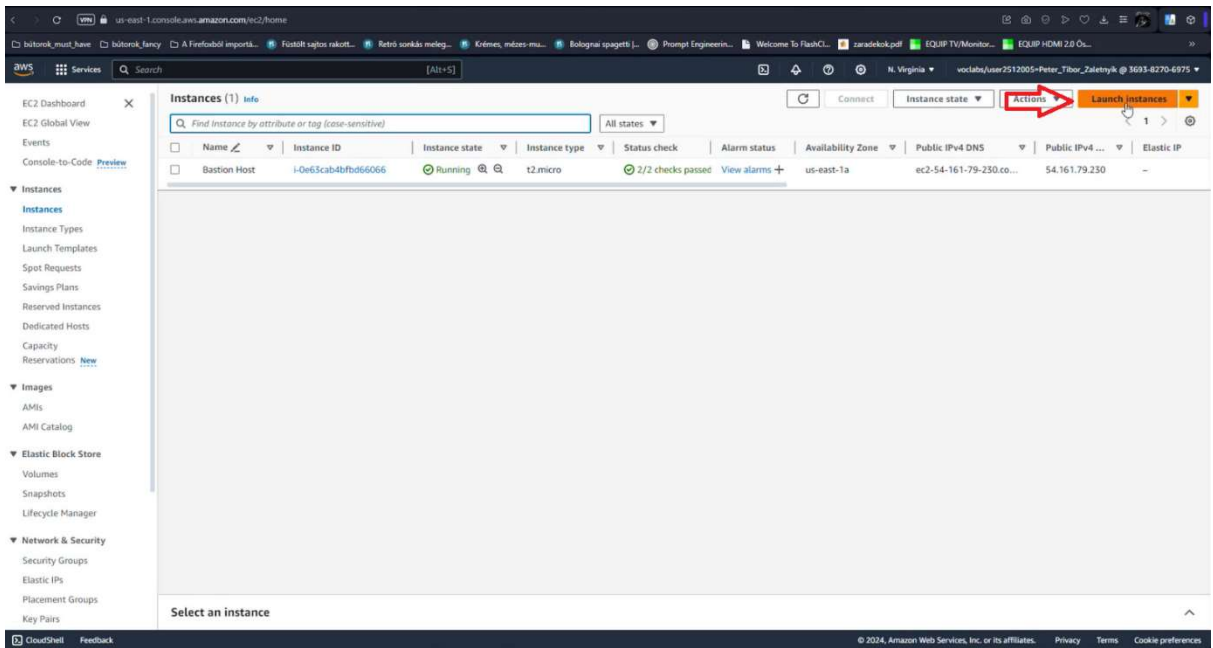 VPN us-east-1.console.aws.amazon.com/ec2/home
bútorok_must_have bútorok_fancy A Firefoxból importá... Füstölt sajtos rakott... Retró sonkás meleg... Krémes, mézes-mu... Bolognai spagetti |... Prompt Engineerin... Welcome To FlashCl... zaradekok.pdf EQUIP TV/Monitor... EQUIP HDMI 2.0 Ös... »
aws Services Search [Alt+S] N. Virginia voclabs/user2512005=Peter_Tibor_Zaletnyik @ 3693-8270-6975
EC2 Dashboard
EC2 Global View
Events
Console-to-Code Preview
Instances
Instances
Instance Types
Launch Templates
Spot Requests
Savings Plans
Reserved Instances
Dedicated Hosts
Capacity
Reservations New
Images
AMIs
AMI Catalog
Elastic Block Store
Volumes
Snapshots
Lifecycle Manager
Network & Security
Security Groups
Elastic IPs
Placement Groups
Key Pairs
Instances (1) Info Connect Instance state Actions Launch instances
Find Instance by attribute or tag (case-sensitive) All states 1
Name Instance ID Instance state Instance type Status check Alarm status Availability Zone Public IPv4 DNS Public IPv4 ... Elastic IP
Bastion Host i-0e63cab4bfbd66066 Running t2.micro 2/2 checks passed View alarms + us-east-1a ec2-54-161-79-230.co... 54.161.79.230 –
Select an instance
CloudShell Feedback © 2024, Amazon Web Services, Inc. or its affiliates. Privacy Terms Cookie preferences